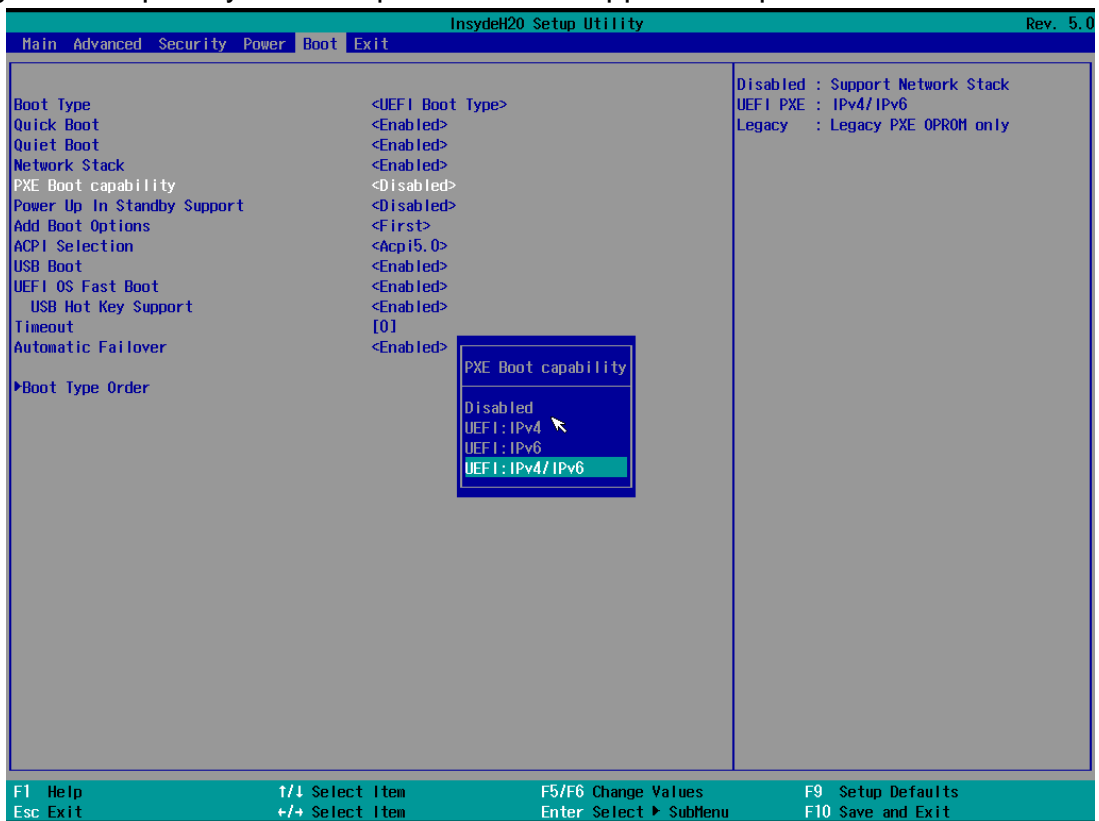 InsydeH20 Setup Utility Rev. 5.0
Main Advanced Security Power Boot Exit
Boot Type <UEFI Boot Type>
Quick Boot <Enabled>
Quiet Boot <Enabled>
Network Stack <Enabled>
PXE Boot capability <Disabled>
Power Up In Standby Support <Disabled>
Add Boot Options <First>
ACPI Selection <Acpi5.0>
USB Boot <Enabled>
UEFI OS Fast Boot <Enabled>
USB Hot Key Support <Enabled>
Timeout [0]
Automatic Failover <Enabled>
▶Boot Type Order
PXE Boot capability
Disabled
UEFI:IPv4
UEFI:IPv6
UEFI:IPv4/IPv6
Disabled : Support Network Stack
UEFI PXE : IPv4/IPv6
Legacy : Legacy PXE OPROM only
F1 Help ↑/↓ Select Item F5/F6 Change Values F9 Setup Defaults
Esc Exit ←/→ Select Item Enter Select ▶ SubMenu F10 Save and Exit